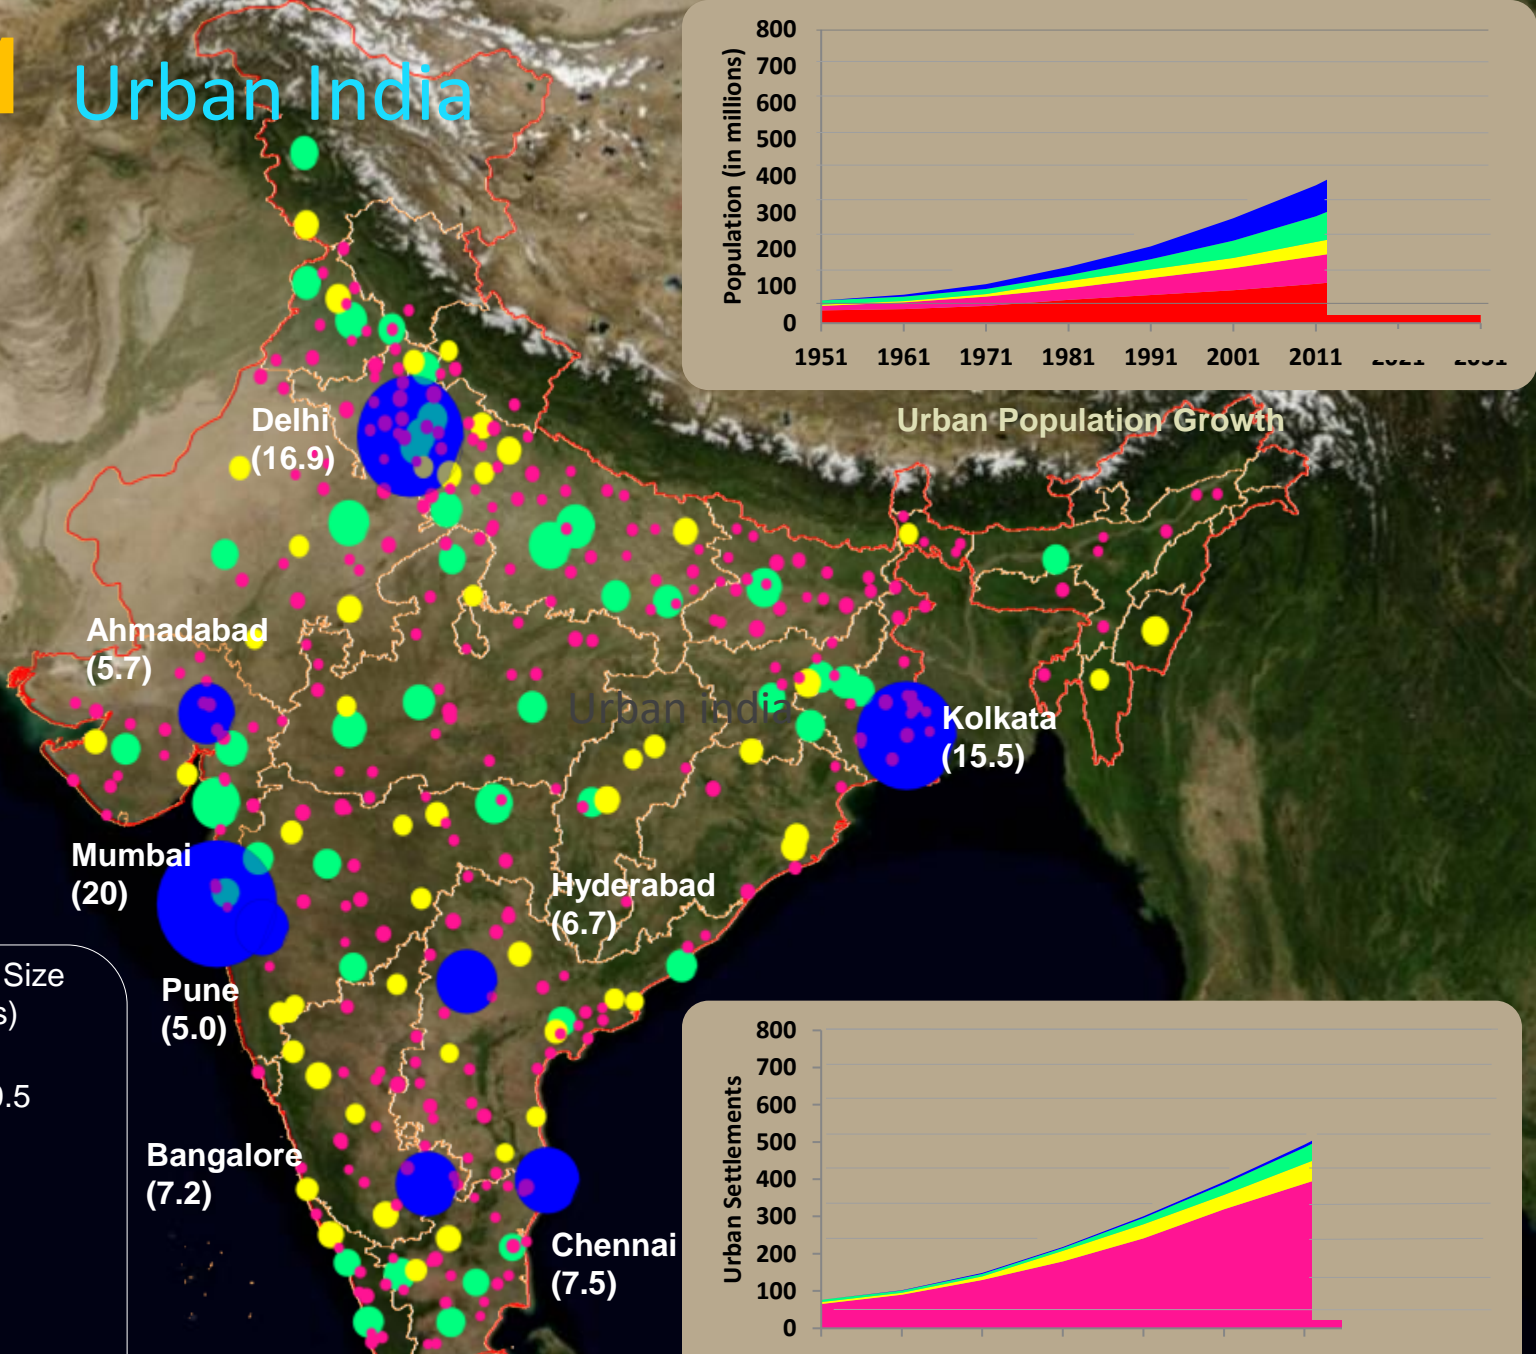 Urban India
800
700
600
500
400
300
200
100
0
Population (in millions)
1951 1961 1971 1981 1991 2001 2011 2021 2031
Urban Population Growth
Delhi
(16.9)
Ahmadabad
(5.7)
Urban india
Kolkata
(15.5)
Mumbai
(20)
Hyderabad
(6.7)
Size
s)
0.5
Pune
(5.0)
Bangalore
(7.2)
Chennai
(7.5)
800
700
600
500
400
300
200
100
0
Urban Settlements